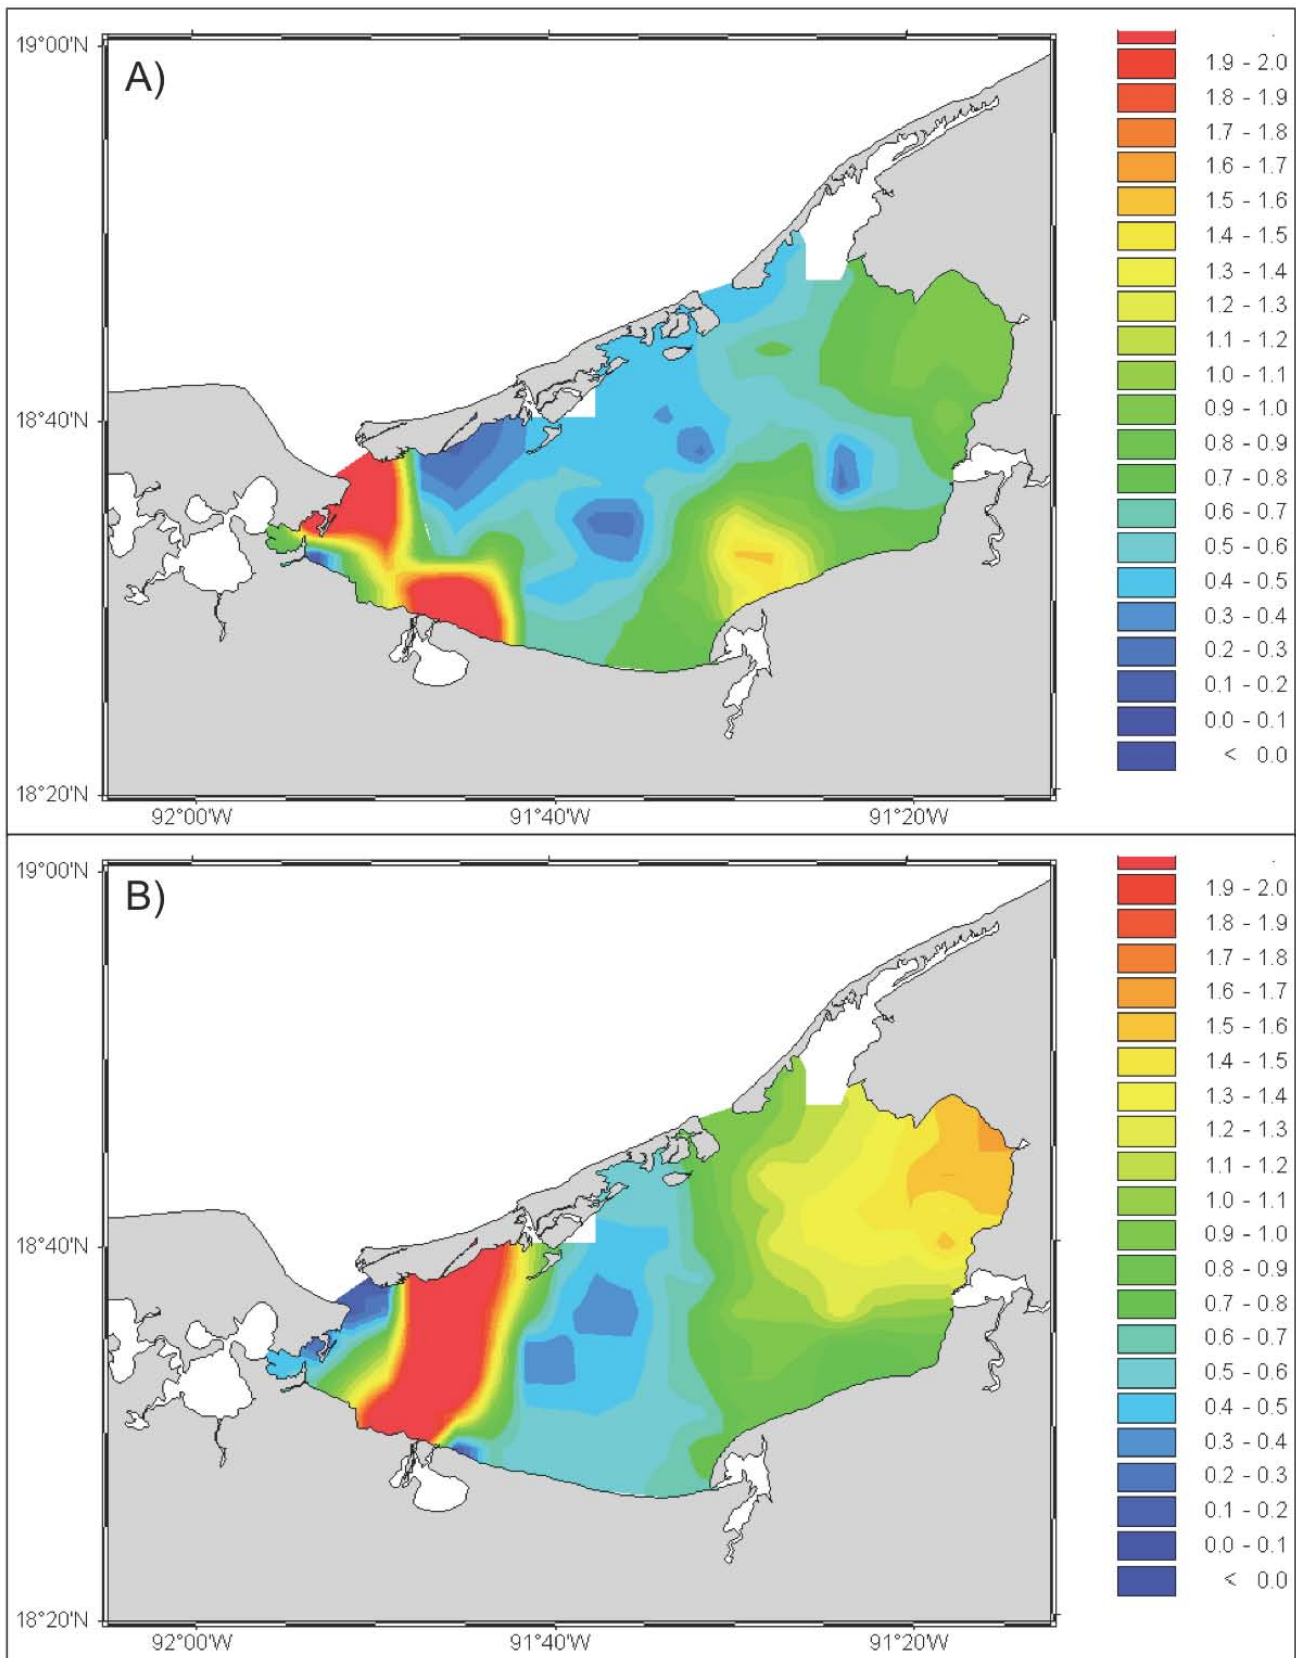 A)
19°00'N
18°40'N
18°20'N
92°00'W
91°40'W
91°20'W
1.9 - 2.0
1.8 - 1.9
1.7 - 1.8
1.6 - 1.7
1.5 - 1.6
1.4 - 1.5
1.3 - 1.4
1.2 - 1.3
1.1 - 1.2
1.0 - 1.1
0.9 - 1.0
0.8 - 0.9
0.7 - 0.8
0.6 - 0.7
0.5 - 0.6
0.4 - 0.5
0.3 - 0.4
0.2 - 0.3
0.1 - 0.2
0.0 - 0.1
< 0.0
B)
19°00'N
18°40'N
18°20'N
92°00'W
91°40'W
91°20'W
1.9 - 2.0
1.8 - 1.9
1.7 - 1.8
1.6 - 1.7
1.5 - 1.6
1.4 - 1.5
1.3 - 1.4
1.2 - 1.3
1.1 - 1.2
1.0 - 1.1
0.9 - 1.0
0.8 - 0.9
0.7 - 0.8
0.6 - 0.7
0.5 - 0.6
0.4 - 0.5
0.3 - 0.4
0.2 - 0.3
0.1 - 0.2
0.0 - 0.1
< 0.0